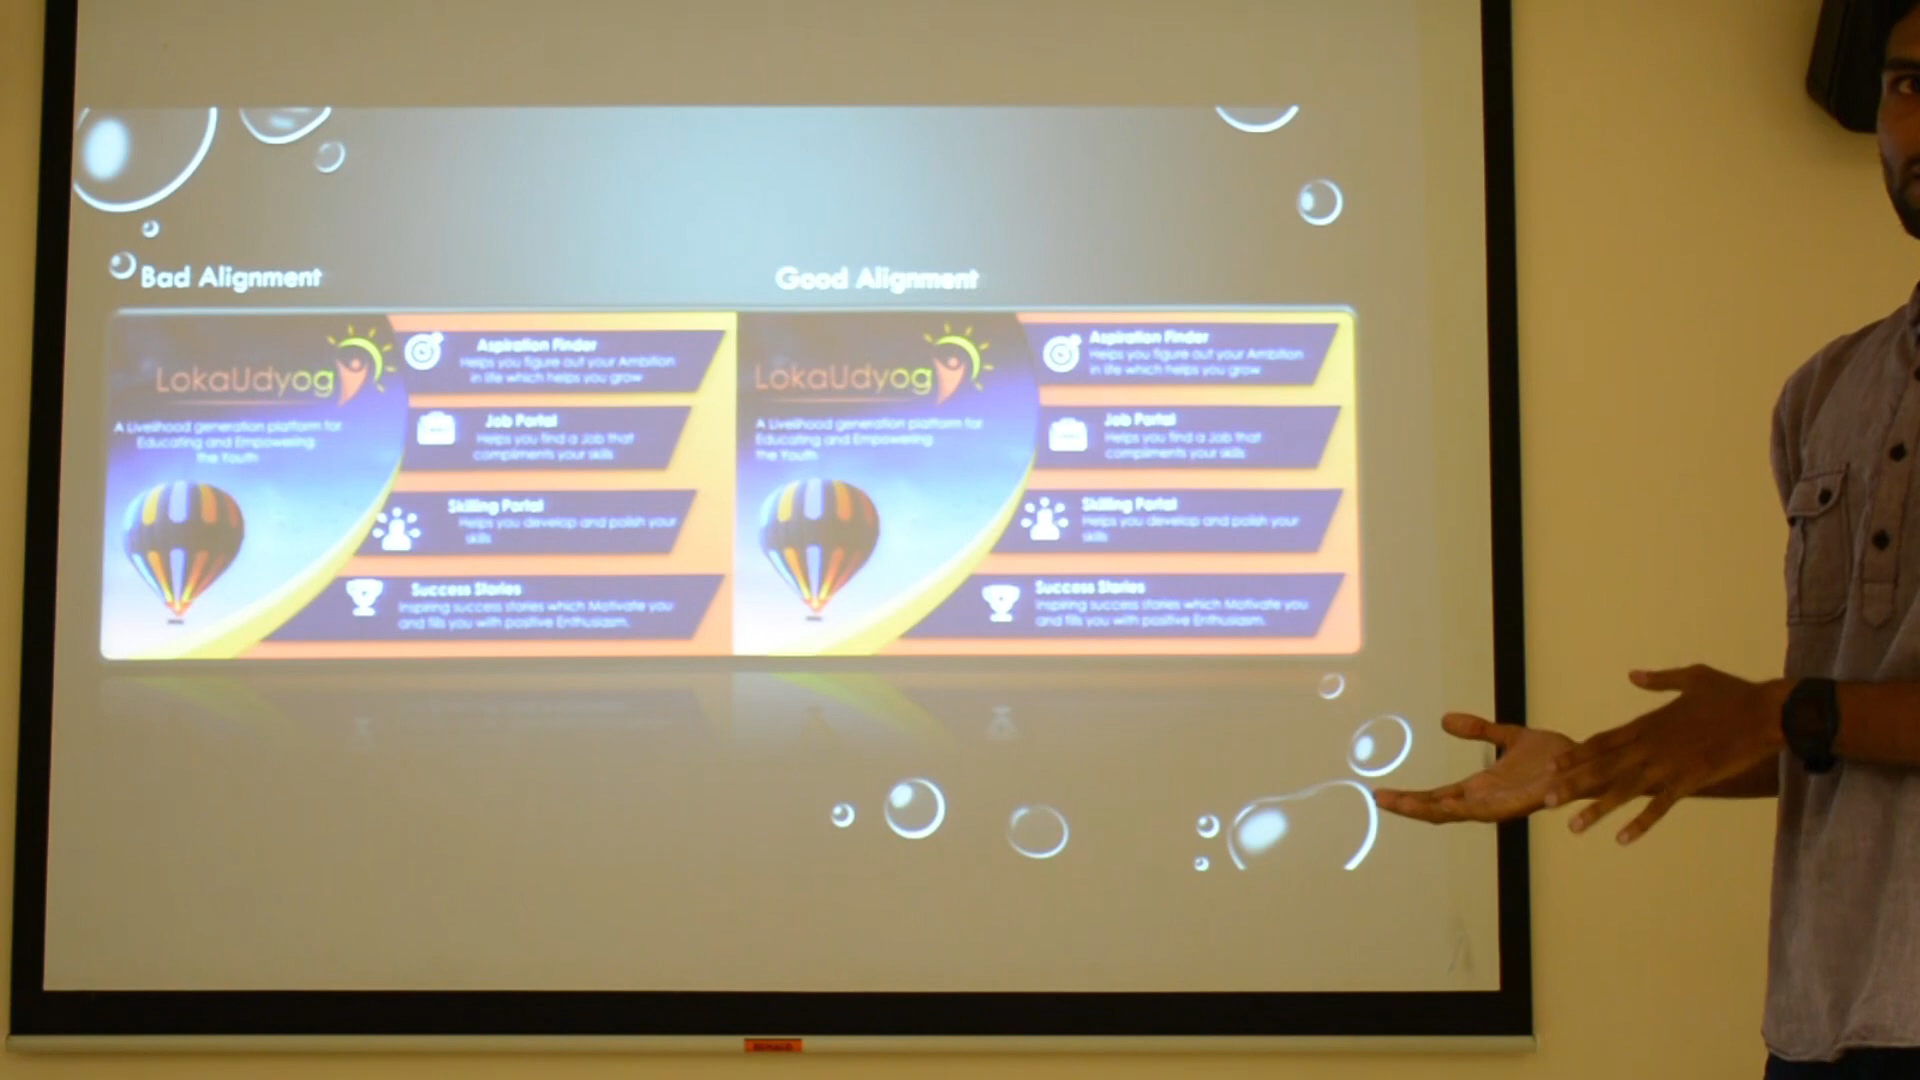 Bad Alignment
LokaUdyog
A Livelihood generation platform for
Educating and Empowering
the Youth
Aspiration Finder
Helps you figure out your Ambition
in life which helps you grow
Job Portal
Helps you find a Job that
compliments your skills
Skilling Portal
Helps you develop and polish your
skills
Success Stories
Inspiring success stories which Motivate you
and fills you with positive Enthusiasm.
Good Alignment
LokaUdyog
A Livelihood generation platform for
Educating and Empowering
the Youth
Aspiration Finder
Helps you figure out your Ambition
in life which helps you grow
Job Portal
Helps you find a Job that
compliments your skills
Skilling Portal
Helps you develop and polish your
skills
Success Stories
Inspiring success stories which Motivate you
and fills you with positive Enthusiasm.